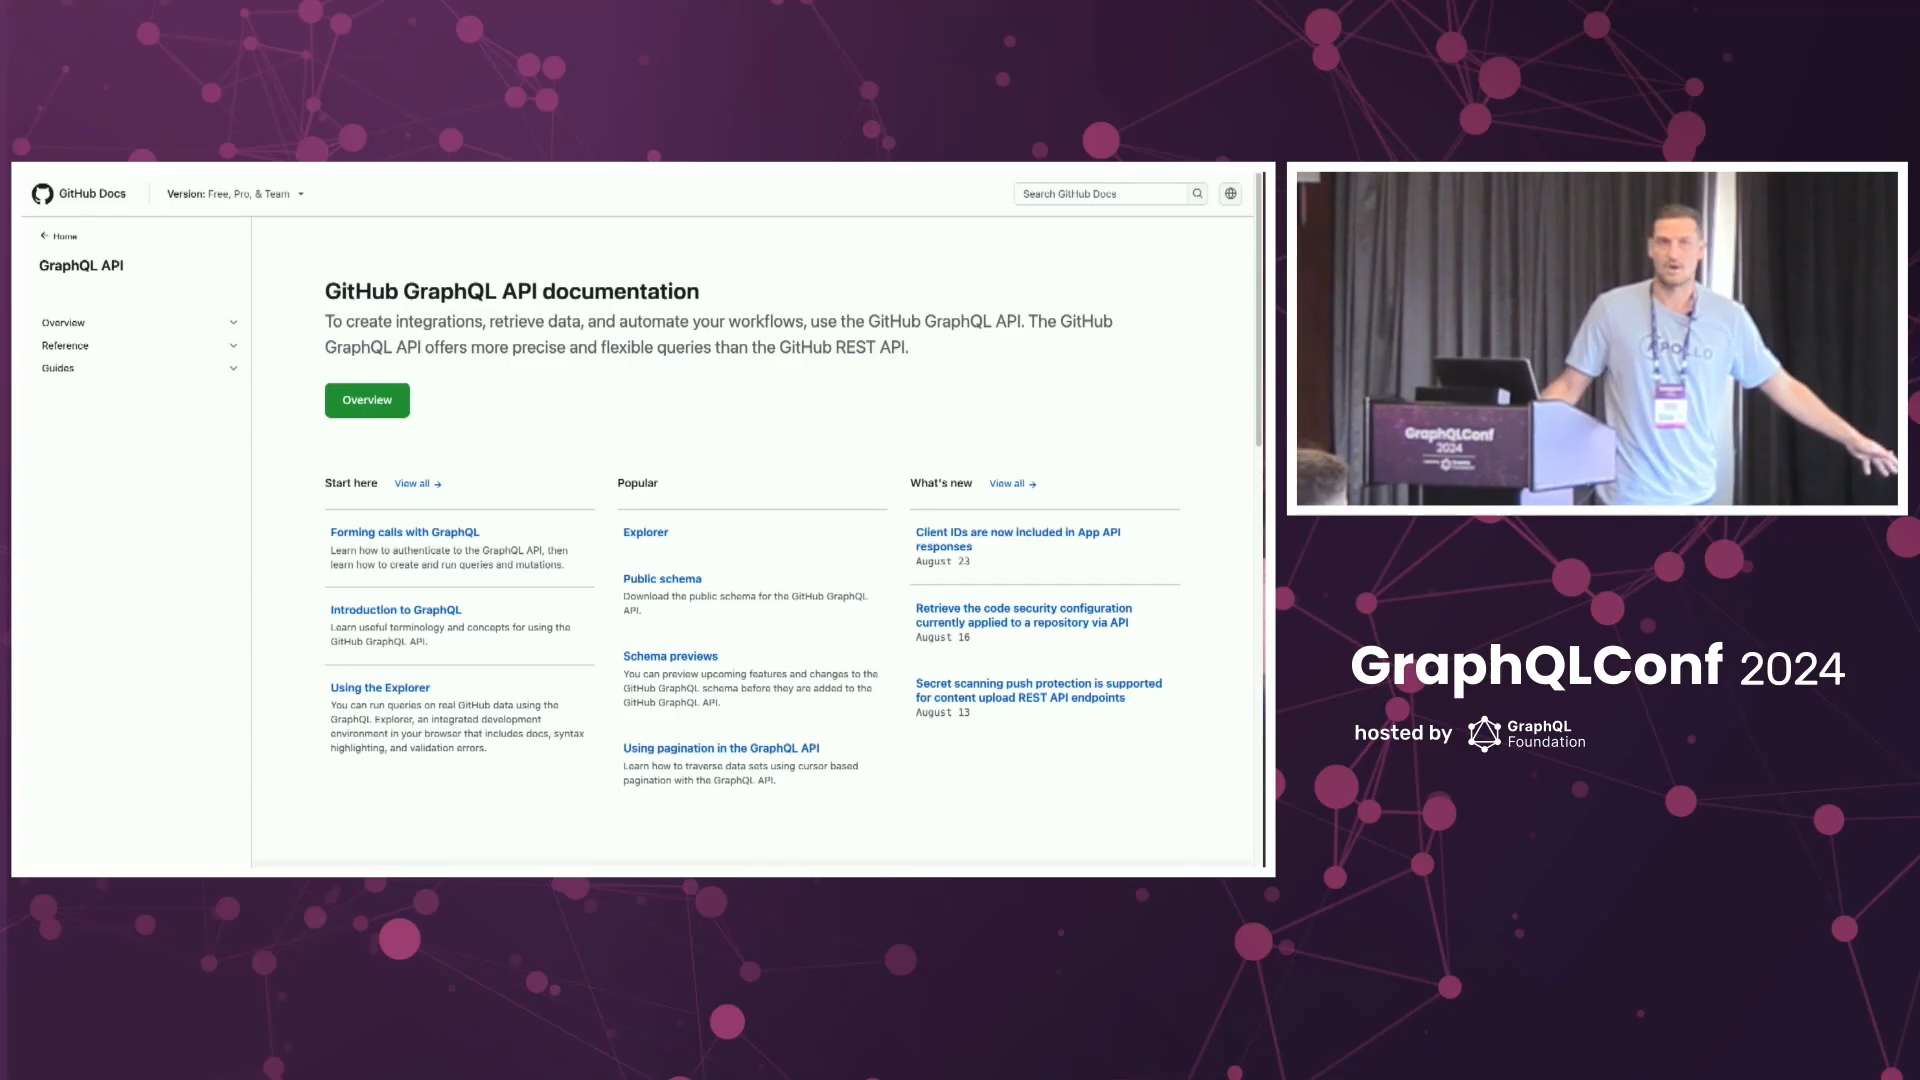 GitHub Docs
Version: Free, Pro, & Team
Search GitHub Docs
Home
GraphQL API
Overview
Reference
Guides
GitHub GraphQL API documentation
To create integrations, retrieve data, and automate your workflows, use the GitHub GraphQL API. The GitHub
GraphQL API offers more precise and flexible queries than the GitHub REST API.
Overview
Start here View all →
Forming calls with GraphQL
Learn how to authenticate to the GraphQL API, then
learn how to create and run queries and mutations.
Introduction to GraphQL
Learn useful terminology and concepts for using the
GitHub GraphQL API.
Using the Explorer
You can run queries on real GitHub data using the
GraphQL Explorer, an integrated development
environment in your browser that includes docs, syntax
highlighting, and validation errors.
Popular
Explorer
Public schema
Download the public schema for the GitHub GraphQL
API.
Schema previews
You can preview upcoming features and changes to the
GitHub GraphQL schema before they are added to the
GitHub GraphQL API.
Using pagination in the GraphQL API
Learn how to traverse data sets using cursor based
pagination with the GraphQL API.
What's new View all →
Client IDs are now included in App API
responses
August 23
Retrieve the code security configuration
currently applied to a repository via API
August 16
Secret scanning push protection is supported
for content upload REST API endpoints
August 13
APOLLO
GraphQLConf
2024
GraphQLConf 2024
hosted by GraphQL
Foundation